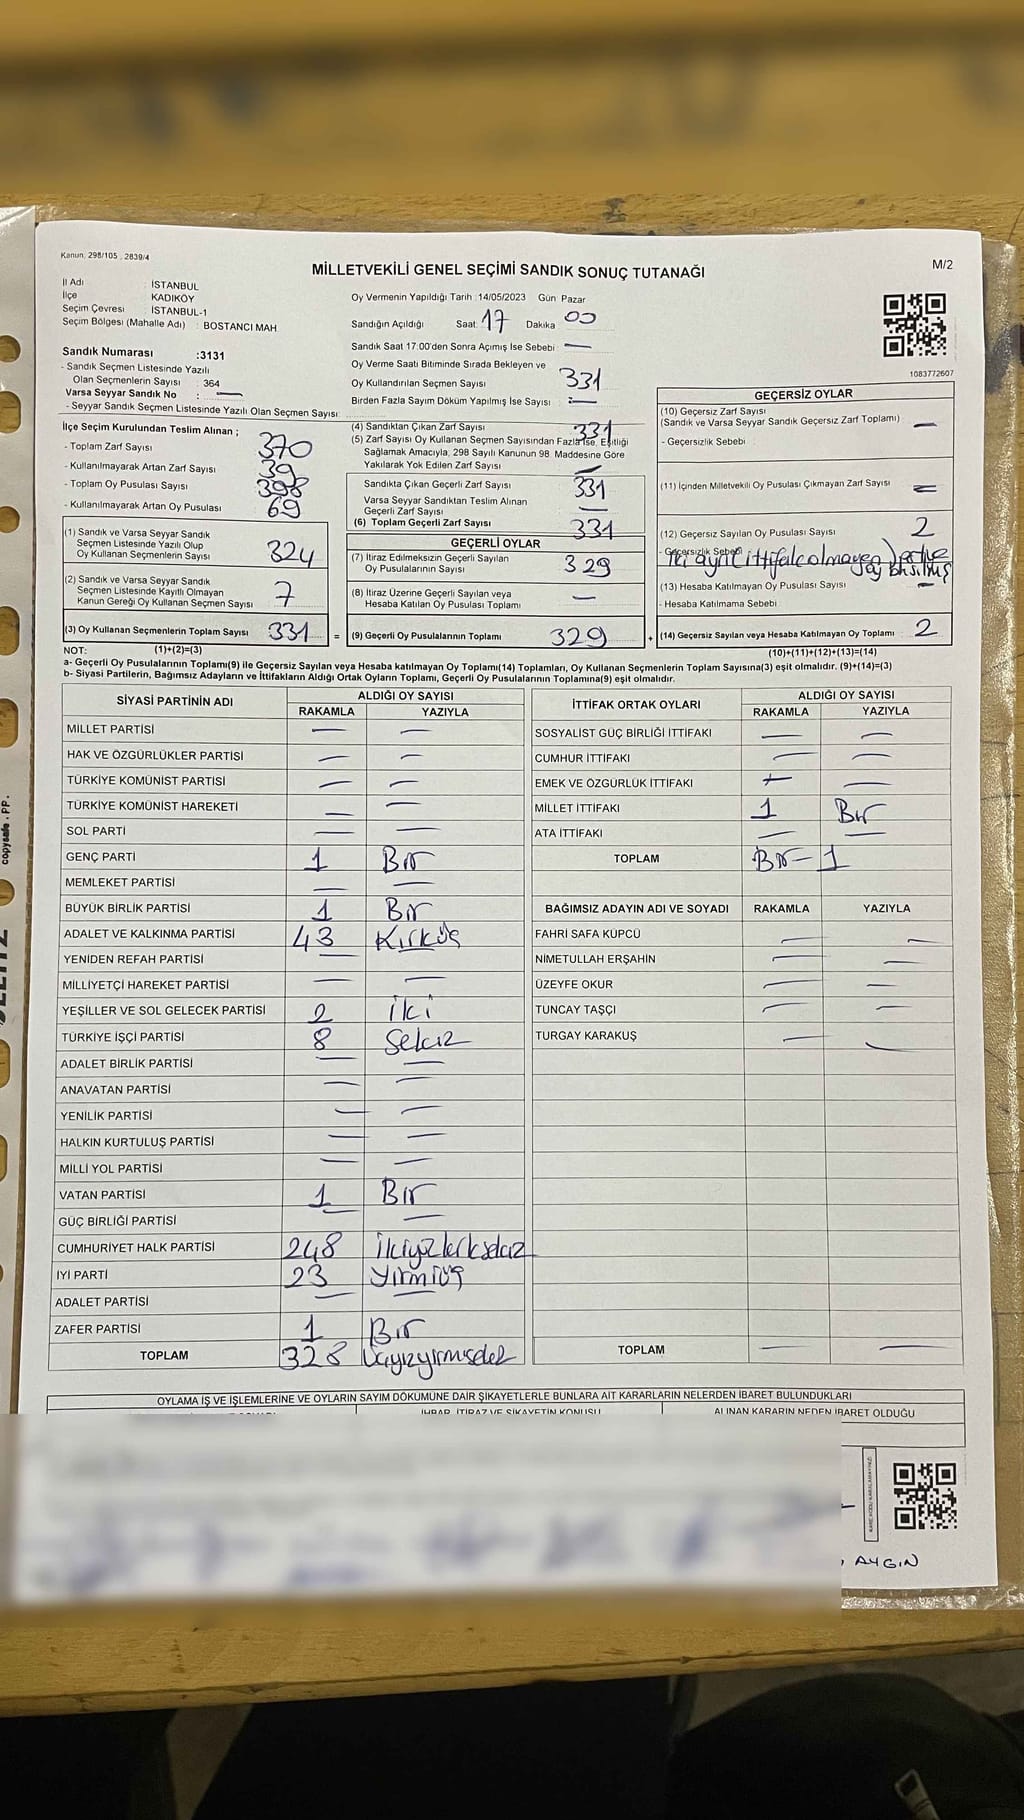 Kanun: 298/105 , 2839/4
MİLLETVEKİLİ GENEL SEÇİMİ SANDIK SONUÇ TUTANAĞI
M/2
İl Adı : İSTANBUL
İlçe : KADIKÖY
Seçim Çevresi : İSTANBUL-1
Seçim Bölgesi (Mahalle Adı) : BOSTANCI MAH.
Oy Vermenin Yapıldığı Tarih :14/05/2023 Gün Pazar
Sandığın Açıldığı Saat: 17 Dakika 00
Sandık Saat 17:00'den Sonra Açımış İse Sebebi: —
Oy Verme Saati Bitiminde Sırada Bekleyen ve
Oy Kullandırılan Seçmen Sayısı 331
Birden Fazla Sayım Döküm Yapılmış İse Sayısı : —
1083772607
Sandık Numarası :3131
- Sandık Seçmen Listesinde Yazılı
Olan Seçmenlerin Sayısı : 364
Varsa Seyyar Sandık No : —
- Seyyar Sandık Seçmen Listesinde Yazılı Olan Seçmen Sayısı:
İlçe Seçim Kurulundan Teslim Alınan ;
- Toplam Zarf Sayısı 370
- Kullanılmayarak Artan Zarf Sayısı 39
- Toplam Oy Pusulası Sayısı 398
- Kullanılmayarak Artan Oy Pusulası 69
(1) Sandık ve Varsa Seyyar Sandık
Seçmen Listesinde Yazılı Olup
Oy Kullanan Seçmenlerin Sayısı 324
(2) Sandık ve Varsa Seyyar Sandık
Seçmen Listesinde Kayıtlı Olmayan
Kanun Gereği Oy Kullanan Seçmen Sayısı 7
(3) Oy Kullanan Seçmenlerin Toplam Sayısı 331 =
(4) Sandıktan Çıkan Zarf Sayısı 331
(5) Zarf Sayısı Oy Kullanan Seçmen Sayısından Fazla İse, Eşitliği
Sağlamak Amacıyla, 298 Sayılı Kanunun 98. Maddesine Göre
Yakılarak Yok Edilen Zarf Sayısı —
Sandıkta Çıkan Geçerli Zarf Sayısı 331
Varsa Seyyar Sandıktan Teslim Alınan
Geçerli Zarf Sayısı —
(6) Toplam Geçerli Zarf Sayısı 331
GEÇERLİ OYLAR
(7) İtiraz Edilmeksizin Geçerli Sayılan
Oy Pusulalarının Sayısı 329
(8) İtiraz Üzerine Geçerli Sayılan veya
Hesaba Katılan Oy Pusulası Toplamı —
(9) Geçerli Oy Pusulalarının Toplamı 329 +
GEÇERSİZ OYLAR
(10) Geçersiz Zarf Sayısı
(Sandık ve Varsa Seyyar Sandık Geçersiz Zarf Toplamı) : —
- Geçersizlik Sebebi :
(11) İçinden Milletvekili Oy Pusulası Çıkmayan Zarf Sayısı =
(12) Geçersiz Sayılan Oy Pusulası Sayısı 2
- Geçersizlik Sebebi İki ayrı (ittifak olmayan) partiye
oy basılmış
(13) Hesaba Katılmayan Oy Pusulası Sayısı —
- Hesaba Katılmama Sebebi
(14) Geçersiz Sayılan veya Hesaba Katılmayan Oy Toplamı 2
NOT: (1)+(2)=(3) (10)+(11)+(12)+(13)=(14)
a- Geçerli Oy Pusulalarının Toplamı(9) ile Geçersiz Sayılan veya Hesaba katılmayan Oy Toplamı(14) Toplamları, Oy Kullanan Seçmenlerin Toplam Sayısına(3) eşit olmalıdır. (9)+(14)=(3)
b- Siyasi Partilerin, Bağımsız Adayların ve İttifakların Aldığı Ortak Oyların Toplamı, Geçerli Oy Pusulalarının Toplamına(9) eşit olmalıdır.
SİYASİ PARTİNİN ADI ALDIĞI OY SAYISI
RAKAMLA YAZIYLA
MİLLET PARTİSİ — —
HAK VE ÖZGÜRLÜKLER PARTİSİ — —
TÜRKİYE KOMÜNİST PARTİSİ — —
TÜRKİYE KOMÜNİST HAREKETİ — —
SOL PARTİ — —
GENÇ PARTİ 1 Bir
MEMLEKET PARTİSİ — —
BÜYÜK BİRLİK PARTİSİ 1 Bir
ADALET VE KALKINMA PARTİSİ 43 Kırküç
YENİDEN REFAH PARTİSİ — —
MİLLİYETÇİ HAREKET PARTİSİ — —
YEŞİLLER VE SOL GELECEK PARTİSİ 2 İki
TÜRKİYE İŞÇİ PARTİSİ 8 Sekiz
ADALET BİRLİK PARTİSİ — —
ANAVATAN PARTİSİ — —
YENİLİK PARTİSİ — —
HALKIN KURTULUŞ PARTİSİ — —
MİLLİ YOL PARTİSİ — —
VATAN PARTİSİ 1 Bir
GÜÇ BİRLİĞİ PARTİSİ — —
CUMHURİYET HALK PARTİSİ 248 İkiyüzkırksekiz
İYİ PARTİ 23 Yirmiüç
ADALET PARTİSİ — —
ZAFER PARTİSİ 1 Bir
TOPLAM 328 Üçyüzyirmisekiz
İTTİFAK ORTAK OYLARI ALDIĞI OY SAYISI
RAKAMLA YAZIYLA
SOSYALİST GÜÇ BİRLİĞİ İTTİFAKI — —
CUMHUR İTTİFAKI — —
EMEK VE ÖZGÜRLÜK İTTİFAKI — —
MİLLET İTTİFAKI 1 Bir
ATA İTTİFAKI — —
TOPLAM Bir - 1
BAĞIMSIZ ADAYIN ADI VE SOYADI RAKAMLA YAZIYLA
FAHRİ SAFA KÜPCÜ — —
NİMETULLAH ERŞAHİN — —
ÜZEYFE OKUR — —
TUNCAY TAŞÇI — —
TURGAY KARAKUŞ — —
TOPLAM — —
OYLAMA İŞ VE İŞLEMLERİNE VE OYLARIN SAYIM DÖKÜMÜNE DAİR ŞİKAYETLERLE BUNLARA AİT KARARLARIN NELERDEN İBARET BULUNDUKLARI
İHBAR, İTİRAZ VE ŞİKAYETİN KONUSU ALINAN KARARIN NEDEN İBARET OLDUĞU
AYGIN
copysafe . PP.